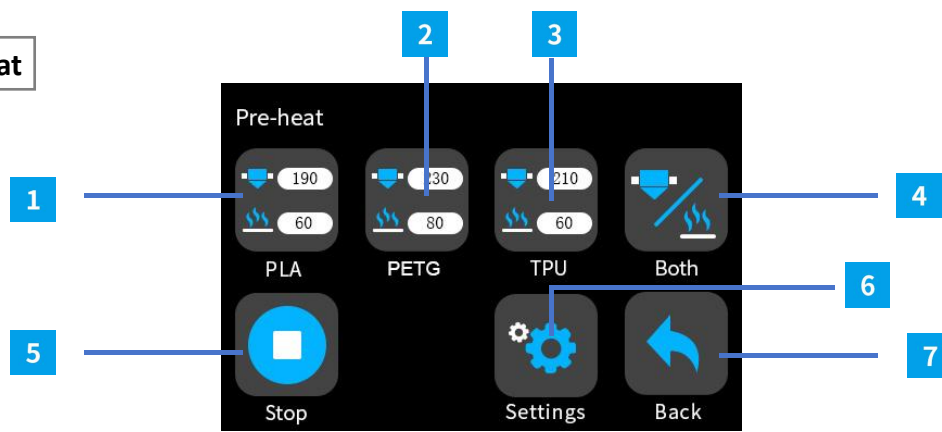 2 3
at
Pre-heat
190 230 210
1 4
60 80 60
PLA PETG TPU Both
6
5 7
Stop Settings Back